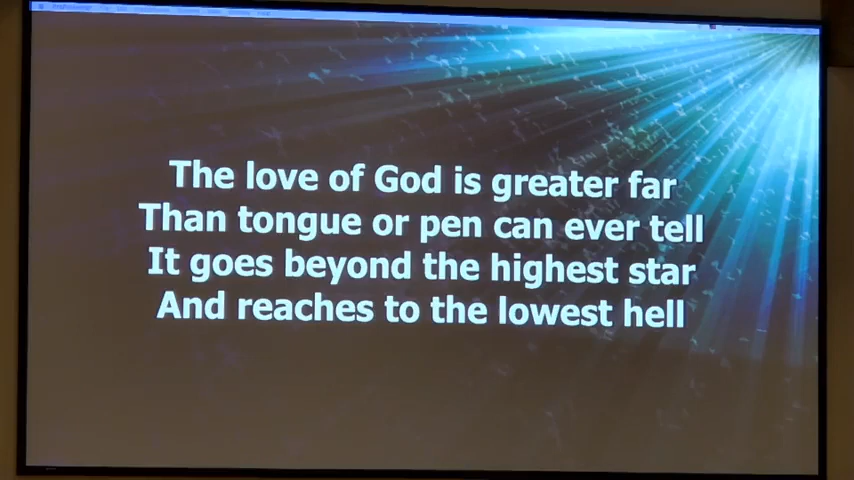 The love of God is greater far
Than tongue or pen can ever tell
It goes beyond the highest star
And reaches to the lowest hell